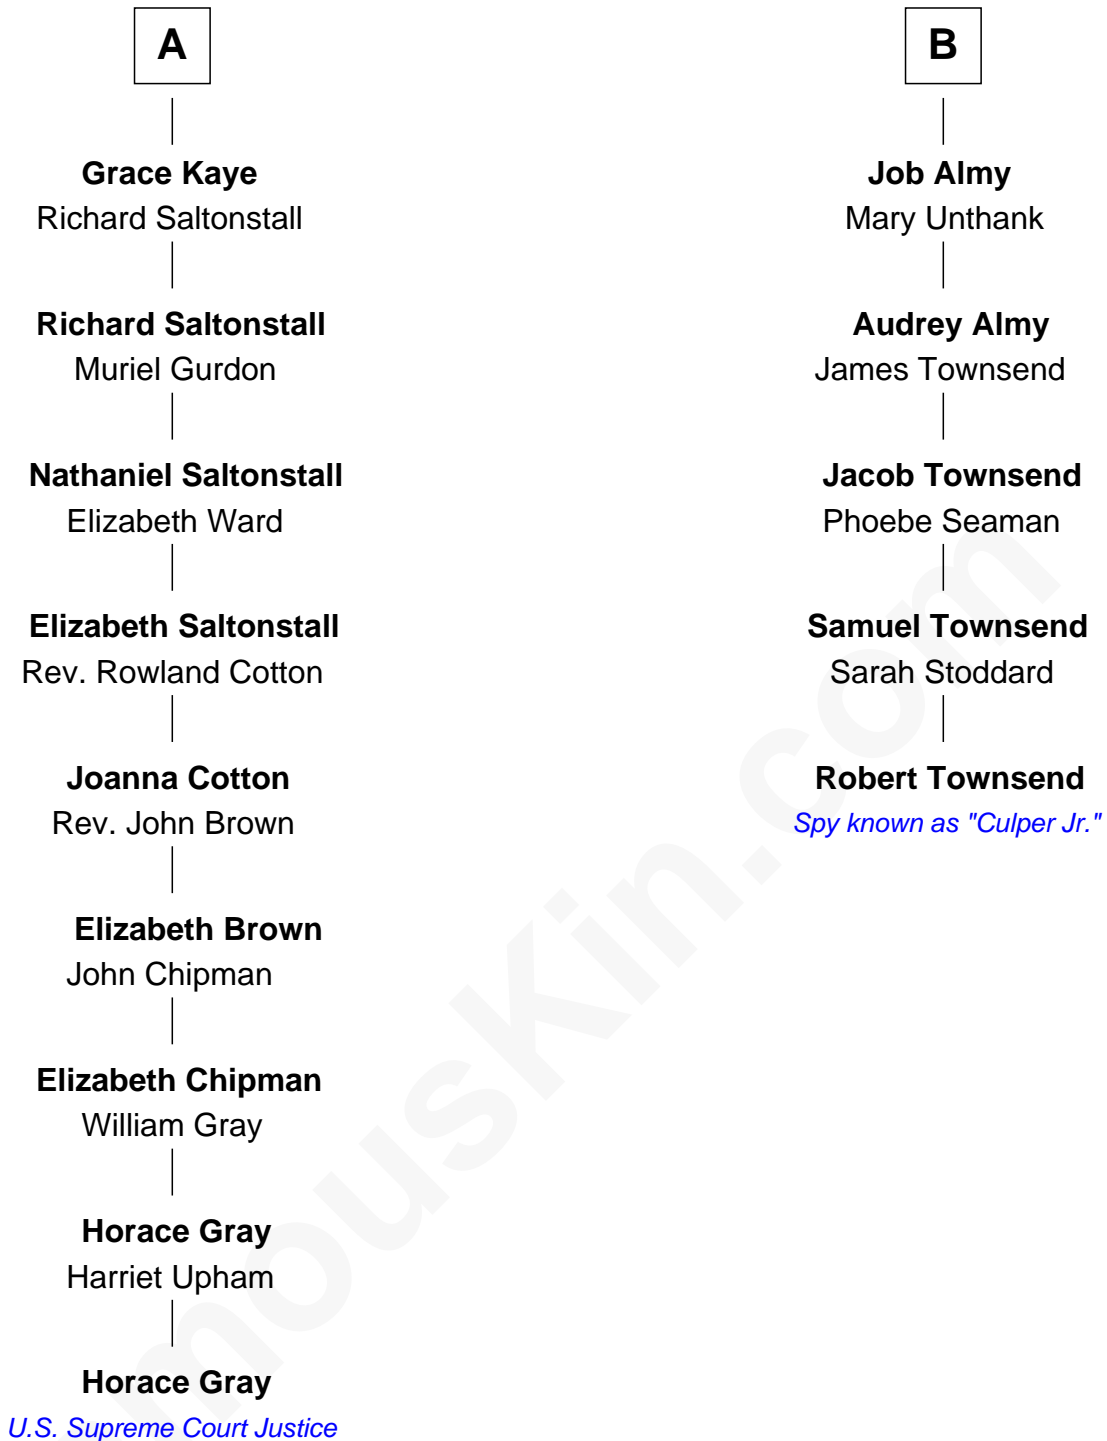 A
Grace Kaye
Richard Saltonstall
Richard Saltonstall
Muriel Gurdon
Nathaniel Saltonstall
Elizabeth Ward
Elizabeth Saltonstall
Rev. Rowland Cotton
Joanna Cotton
Rev. John Brown
Elizabeth Brown
John Chipman
Elizabeth Chipman
William Gray
Horace Gray
Harriet Upham
Horace Gray
U.S. Supreme Court Justice
B
Job Almy
Mary Unthank
Audrey Almy
James Townsend
Jacob Townsend
Phoebe Seaman
Samuel Townsend
Sarah Stoddard
Robert Townsend
Spy known as "Culper Jr."
mousKin.com